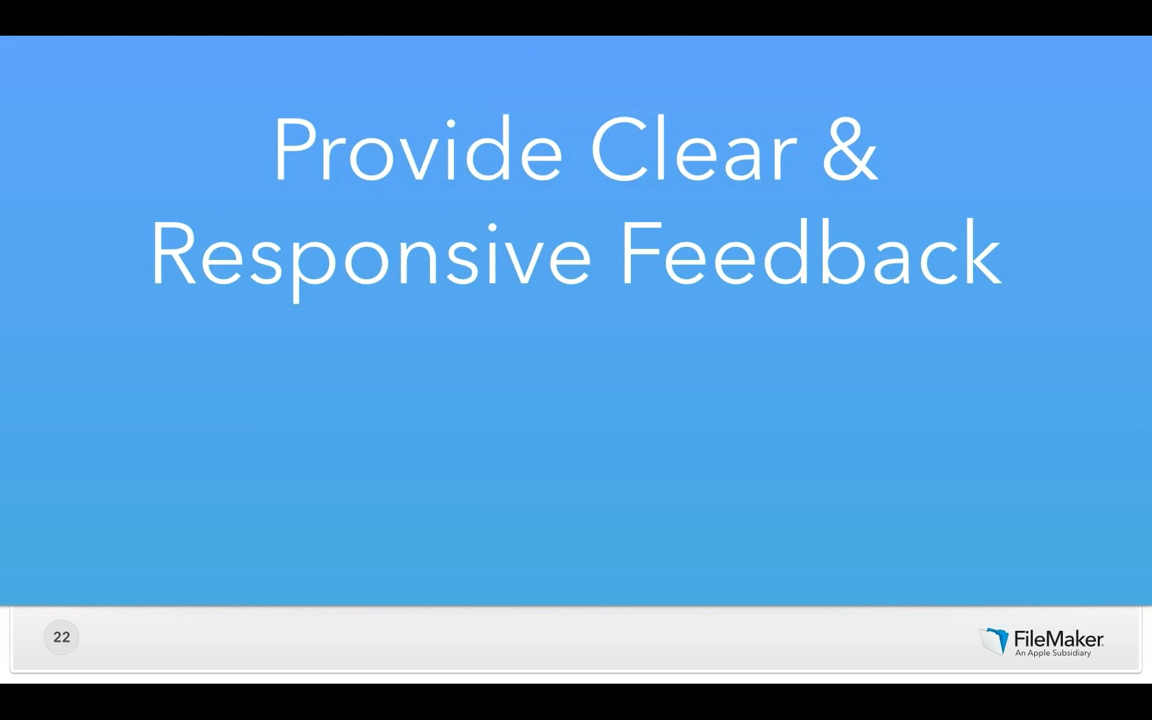 Provide Clear &
Responsive Feedback
22
FileMaker
An Apple Subsidiary